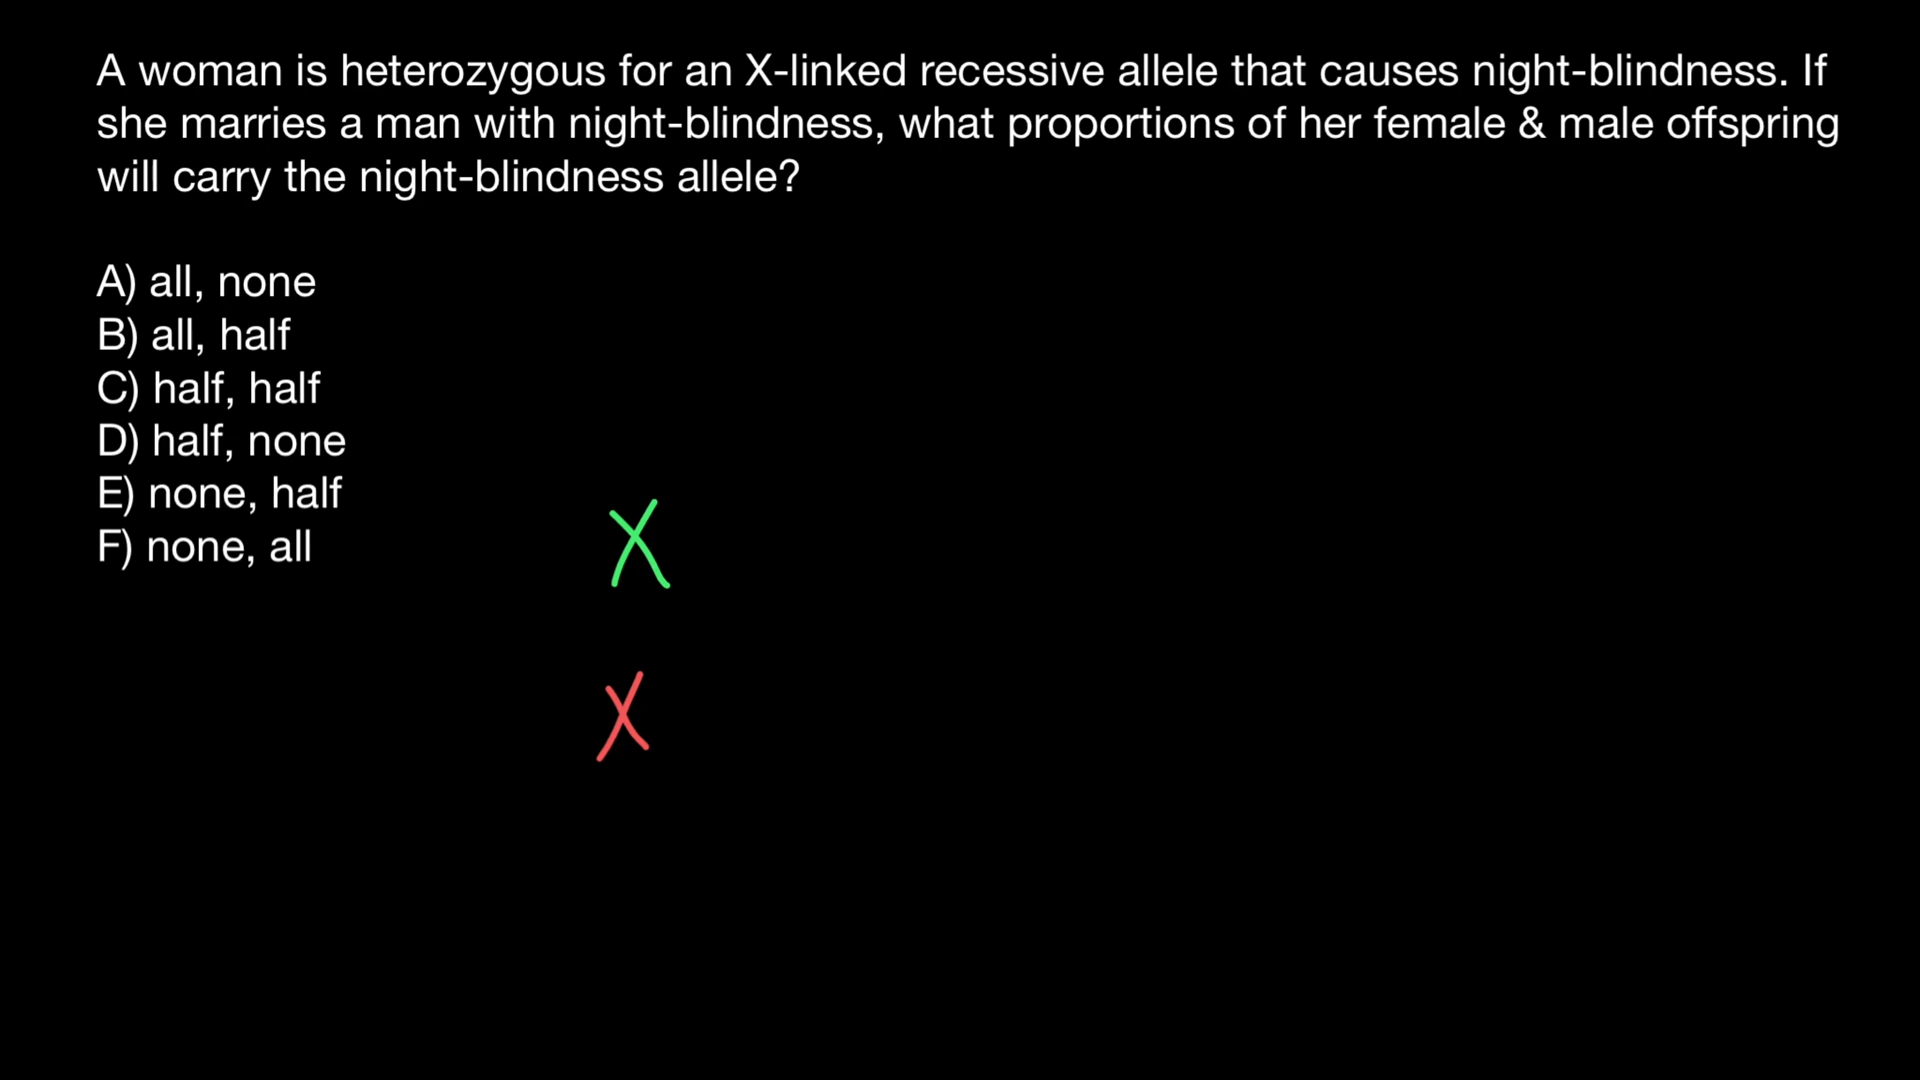 A woman is heterozygous for an X-linked recessive allele that causes night-blindness. If
she marries a man with night-blindness, what proportions of her female & male offspring
will carry the night-blindness allele?
A) all, none
B) all, half
C) half, half
D) half, none
E) none, half
F) none, all
X
X